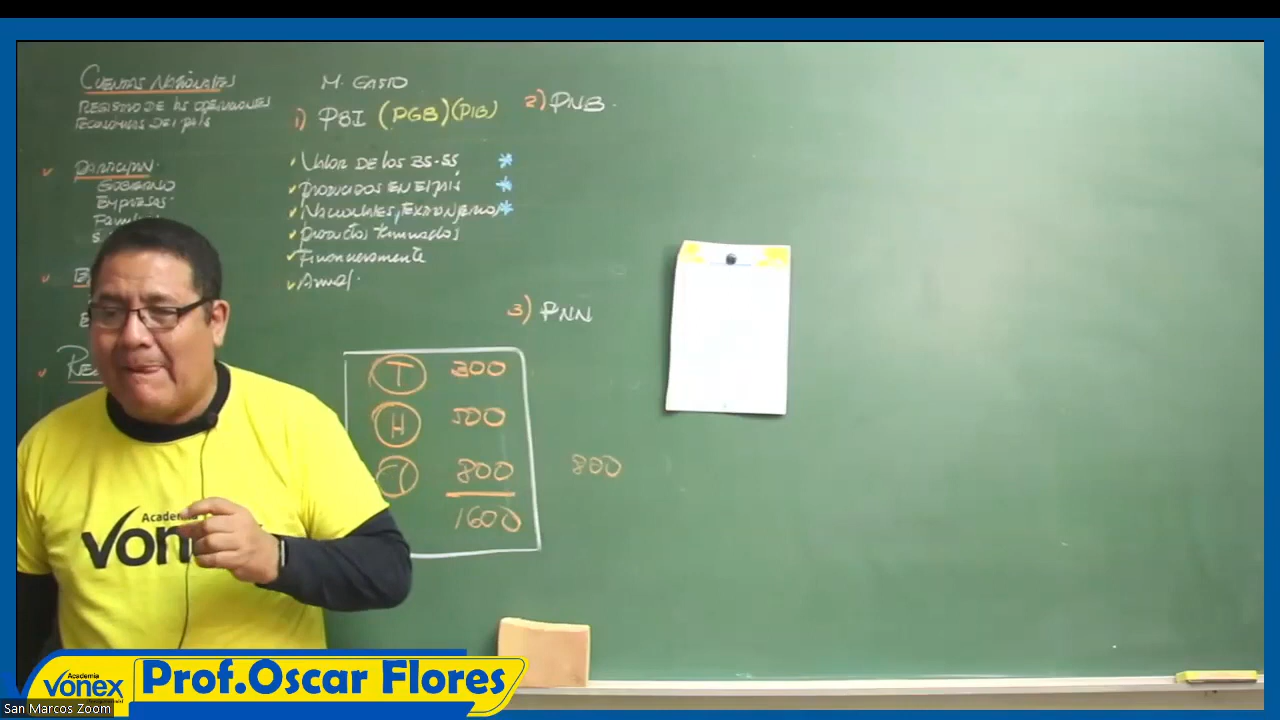 CUENTAS NACIONALES
REGISTRO DE LAS OPERACIONES
ECONÓMICAS DEL PAÍS
PARTICIPAN
GOBIERNO
EMPRESAS
M. GASTO
1) PBI (PGB) (PIB)
VALOR DE LOS BS-SS *
PRODUCIDOS EN EL PAÍS *
NACIONALES, EXTRANJEROS *
PRODUCTOS TERMINADOS
FINANCIERAMENTE
ANUAL
2) PNB
3) PNN
T 300
H 500
800
1600
800
Academia
Vonex
Academia
vonex
Prof.Oscar Flores
San Marcos Zoom